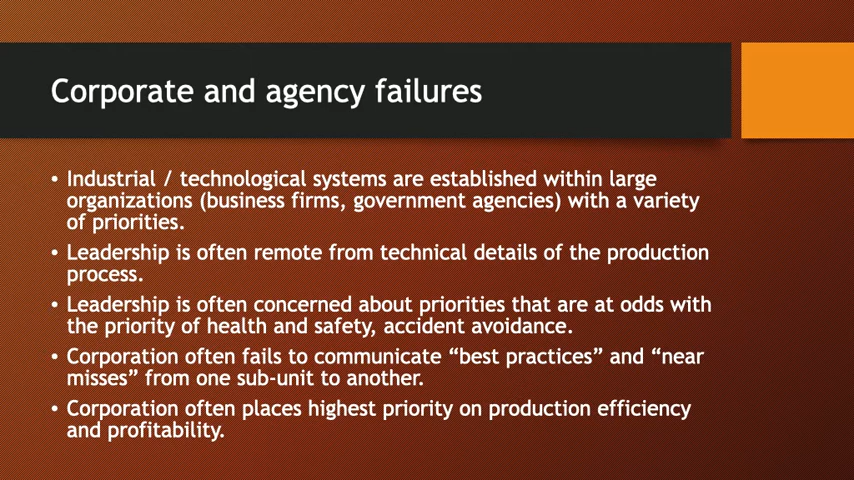 Corporate and agency failures
• Industrial / technological systems are established within large
organizations (business firms, government agencies) with a variety
of priorities.
• Leadership is often remote from technical details of the production
process.
• Leadership is often concerned about priorities that are at odds with
the priority of health and safety, accident avoidance.
• Corporation often fails to communicate “best practices” and “near
misses” from one sub-unit to another.
• Corporation often places highest priority on production efficiency
and profitability.